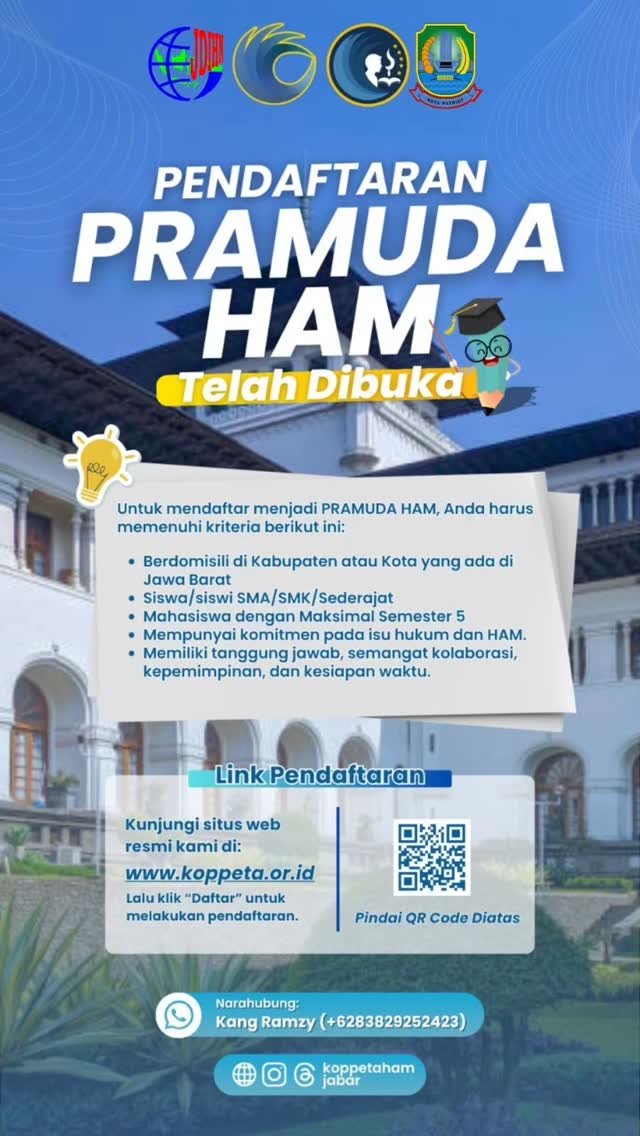 JDIHN
KOTA PATRIOT
PENDAFTARAN
PRAMUDA
HAM
Telah Dibuka
Untuk mendaftar menjadi PRAMUDA HAM, Anda harus
memenuhi kriteria berikut ini:
• Berdomisili di Kabupaten atau Kota yang ada di
Jawa Barat
• Siswa/siswi SMA/SMK/Sederajat
• Mahasiswa dengan Maksimal Semester 5
• Mempunyai komitmen pada isu hukum dan HAM.
• Memiliki tanggung jawab, semangat kolaborasi,
kepemimpinan, dan kesiapan waktu.
Link Pendaftaran
Kunjungi situs web
resmi kami di:
www.koppeta.or.id
Lalu klik “Daftar” untuk
melakukan pendaftaran.
Pindai QR Code Diatas
Narahubung:
Kang Ramzy (+6283829252423)
koppetaham
jabar